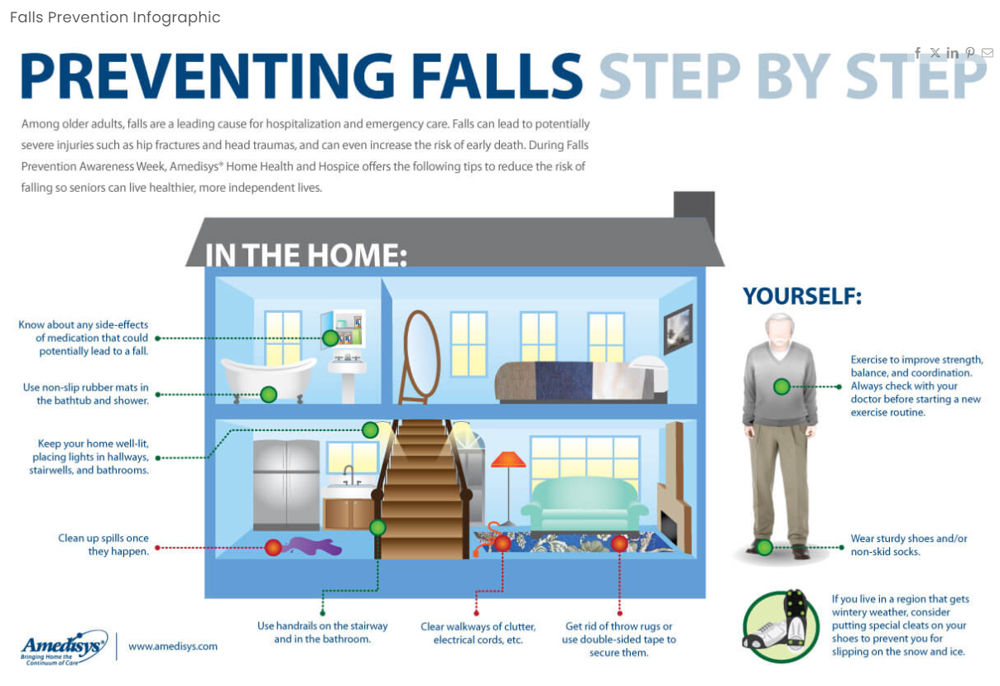 Falls Prevention Infographic
PREVENTING FALLS STEP BY STEP
Among older adults, falls are a leading cause for hospitalization and emergency care. Falls can lead to potentially
severe injuries such as hip fractures and head traumas, and can even increase the risk of early death. During Falls
Prevention Awareness Week, Amedisys® Home Health and Hospice offers the following tips to reduce the risk of
falling so seniors can live healthier, more independent lives.
IN THE HOME:
Know about any side-effects
of medication that could
potentially lead to a fall.
Use non-slip rubber mats in
the bathtub and shower.
Keep your home well-lit,
placing lights in hallways,
stairwells, and bathrooms.
Clean up spills once
they happen.
Use handrails on the stairway
and in the bathroom.
Clear walkways of clutter,
electrical cords, etc.
Get rid of throw rugs or
use double-sided tape to
secure them.
YOURSELF:
Exercise to improve strength,
balance, and coordination.
Always check with your
doctor before starting a new
exercise routine.
Wear sturdy shoes and/or
non-skid socks.
If you live in a region that gets
wintery weather, consider
putting special cleats on your
shoes to prevent you for
slipping on the snow and ice.
Amedisys®
Bringing Home the
Continuum of Care
www.amedisys.com